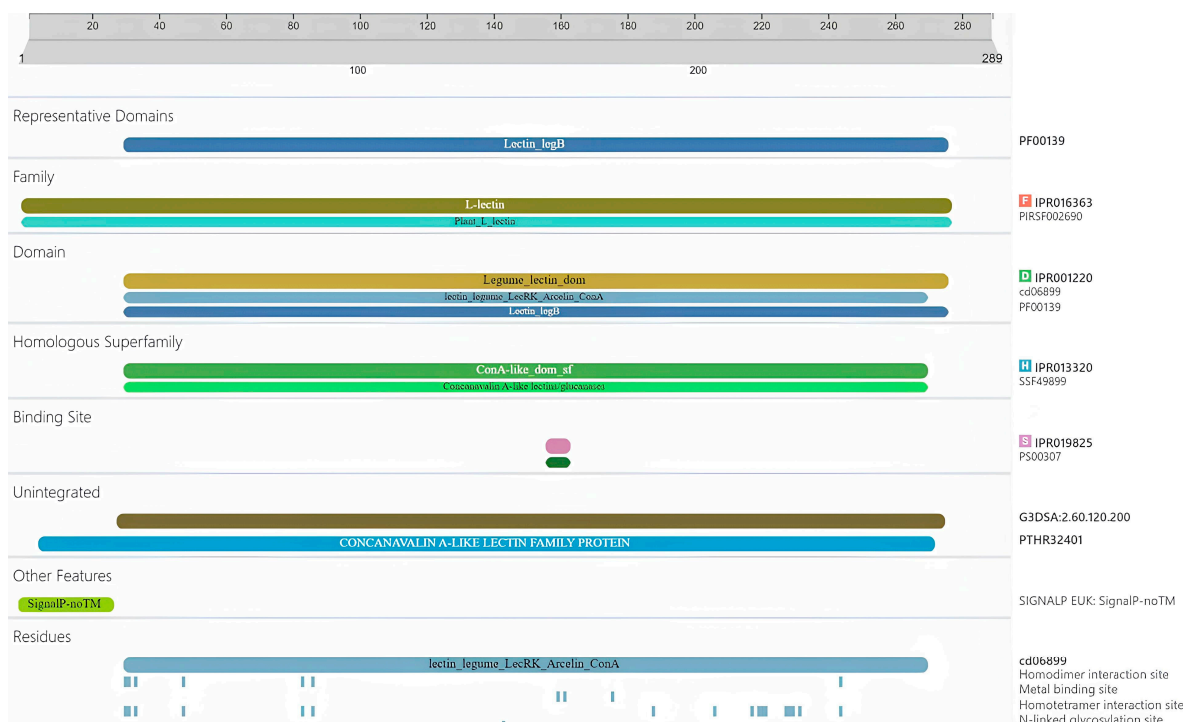 20 40 60 80 100 120 140 160 180 200 220 240 260 280
1 289
100 200
Representative Domains
Lectin_legB PF00139
Family
L-lectin F IPR016363
Plant_L_lectin PIRSF002690
Domain
Legume_lectin_dom D IPR001220
lectin_legume_LecRK_Arcelin_ConA cd06899
Lectin_legB PF00139
Homologous Superfamily
ConA-like_dom_sf H IPR013320
Concanavalin A-like lectins/glucanases SSF49899
Binding Site
S IPR019825
PS00307
Unintegrated
G3DSA:2.60.120.200
CONCANAVALIN A-LIKE LECTIN FAMILY PROTEIN PTHR32401
Other Features
SignalP-noTM SIGNALP EUK: SignalP-noTM
Residues
lectin_legume_LecRK_Arcelin_ConA cd06899
Homodimer interaction site
Metal binding site
Homotetramer interaction site
N-linked glycosylation site